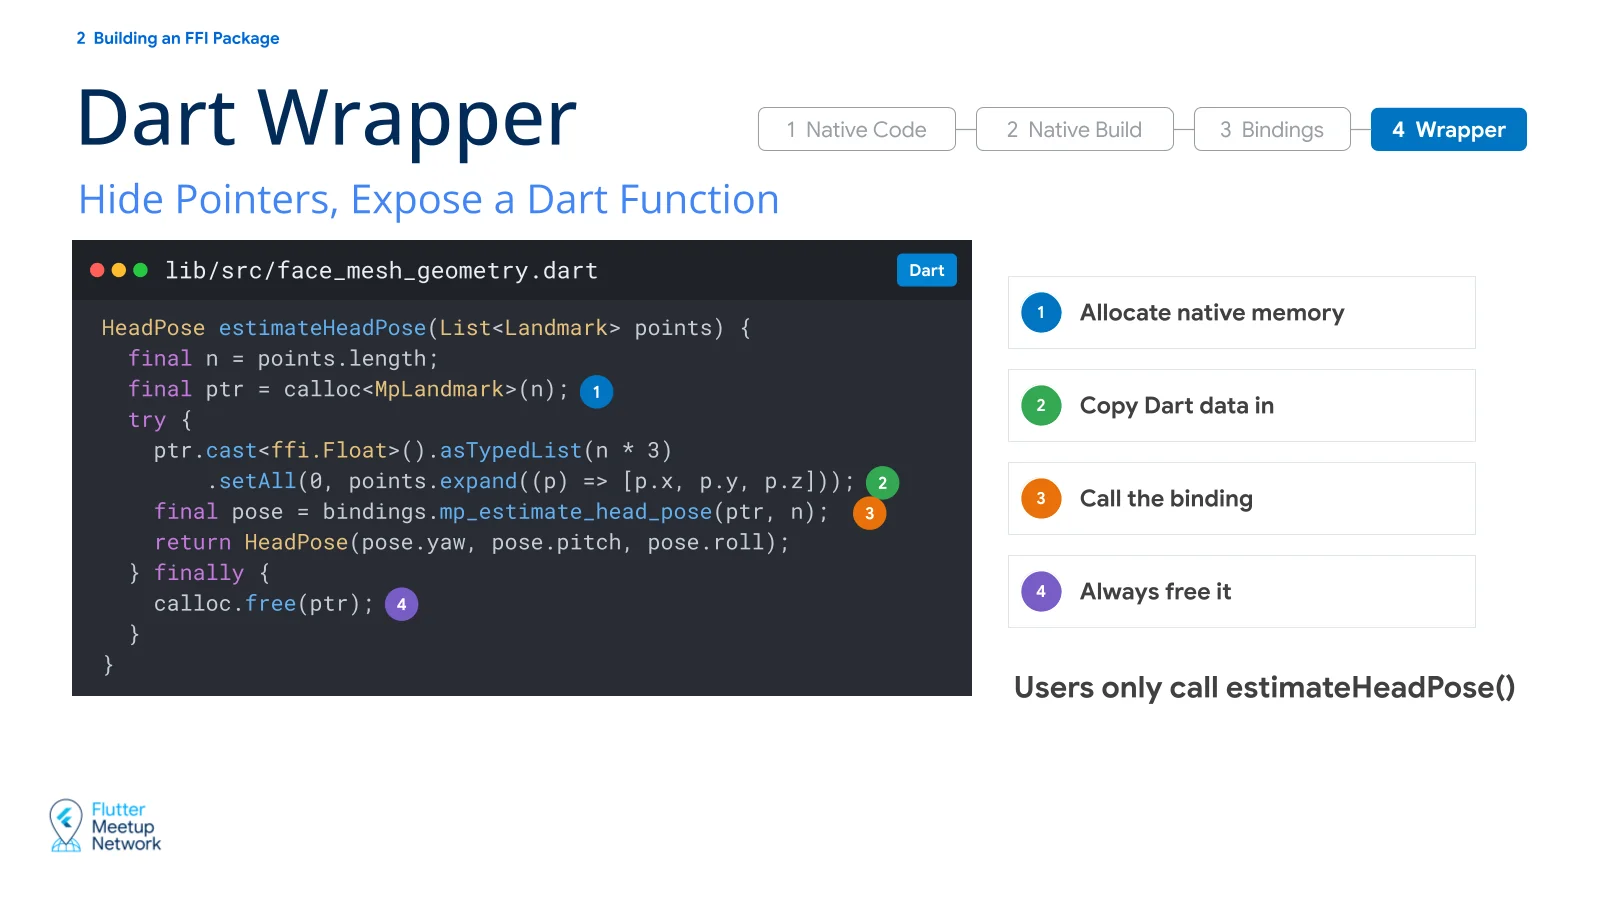 2 Building an FFI Package
Dart Wrapper
1 Native Code
2 Native Build
3 Bindings
4 Wrapper
Hide Pointers, Expose a Dart Function
lib/src/face_mesh_geometry.dart
Dart
HeadPose estimateHeadPose(List<Landmark> points) {
  final n = points.length;
  final ptr = calloc<MpLandmark>(n); 1
  try {
    ptr.cast<ffi.Float>().asTypedList(n * 3)
        .setAll(0, points.expand((p) => [p.x, p.y, p.z])); 2
    final pose = bindings.mp_estimate_head_pose(ptr, n); 3
    return HeadPose(pose.yaw, pose.pitch, pose.roll);
  } finally {
    calloc.free(ptr); 4
  }
}
1 Allocate native memory
2 Copy Dart data in
3 Call the binding
4 Always free it
Users only call estimateHeadPose()
Flutter
Meetup
Network